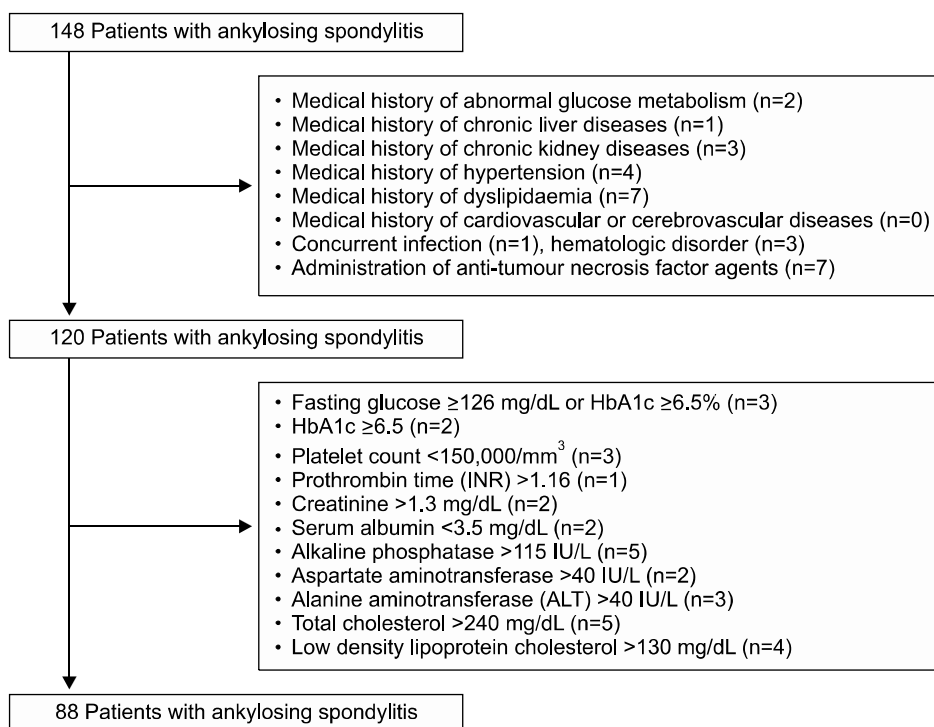 148 Patients with ankylosing spondylitis
• Medical history of abnormal glucose metabolism (n=2)
• Medical history of chronic liver diseases (n=1)
• Medical history of chronic kidney diseases (n=3)
• Medical history of hypertension (n=4)
• Medical history of dyslipidaemia (n=7)
• Medical history of cardiovascular or cerebrovascular diseases (n=0)
• Concurrent infection (n=1), hematologic disorder (n=3)
• Administration of anti-tumour necrosis factor agents (n=7)
120 Patients with ankylosing spondylitis
• Fasting glucose ≥126 mg/dL or HbA1c ≥6.5% (n=3)
• HbA1c ≥6.5 (n=2)
• Platelet count <150,000/mm³ (n=3)
• Prothrombin time (INR) >1.16 (n=1)
• Creatinine >1.3 mg/dL (n=2)
• Serum albumin <3.5 mg/dL (n=2)
• Alkaline phosphatase >115 IU/L (n=5)
• Aspartate aminotransferase >40 IU/L (n=2)
• Alanine aminotransferase (ALT) >40 IU/L (n=3)
• Total cholesterol >240 mg/dL (n=5)
• Low density lipoprotein cholesterol >130 mg/dL (n=4)
88 Patients with ankylosing spondylitis